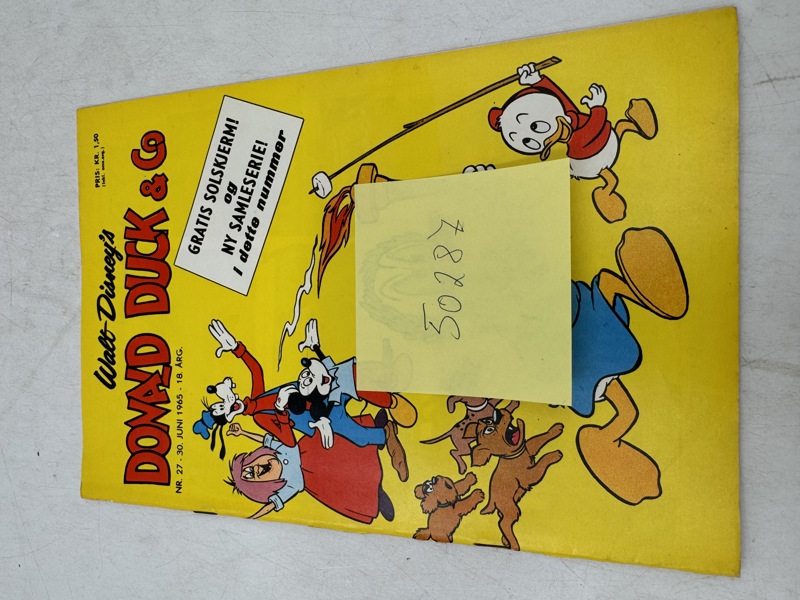 Walt Disney's
DONALD DUCK & Co
PRIS: KR. 1,50
NR. 27 - 30. JUNI 1965 - 18. ÅRG.
GRATIS SOLSKJERM!
og
NY SAMLESERIE!
i dette nummer
50287